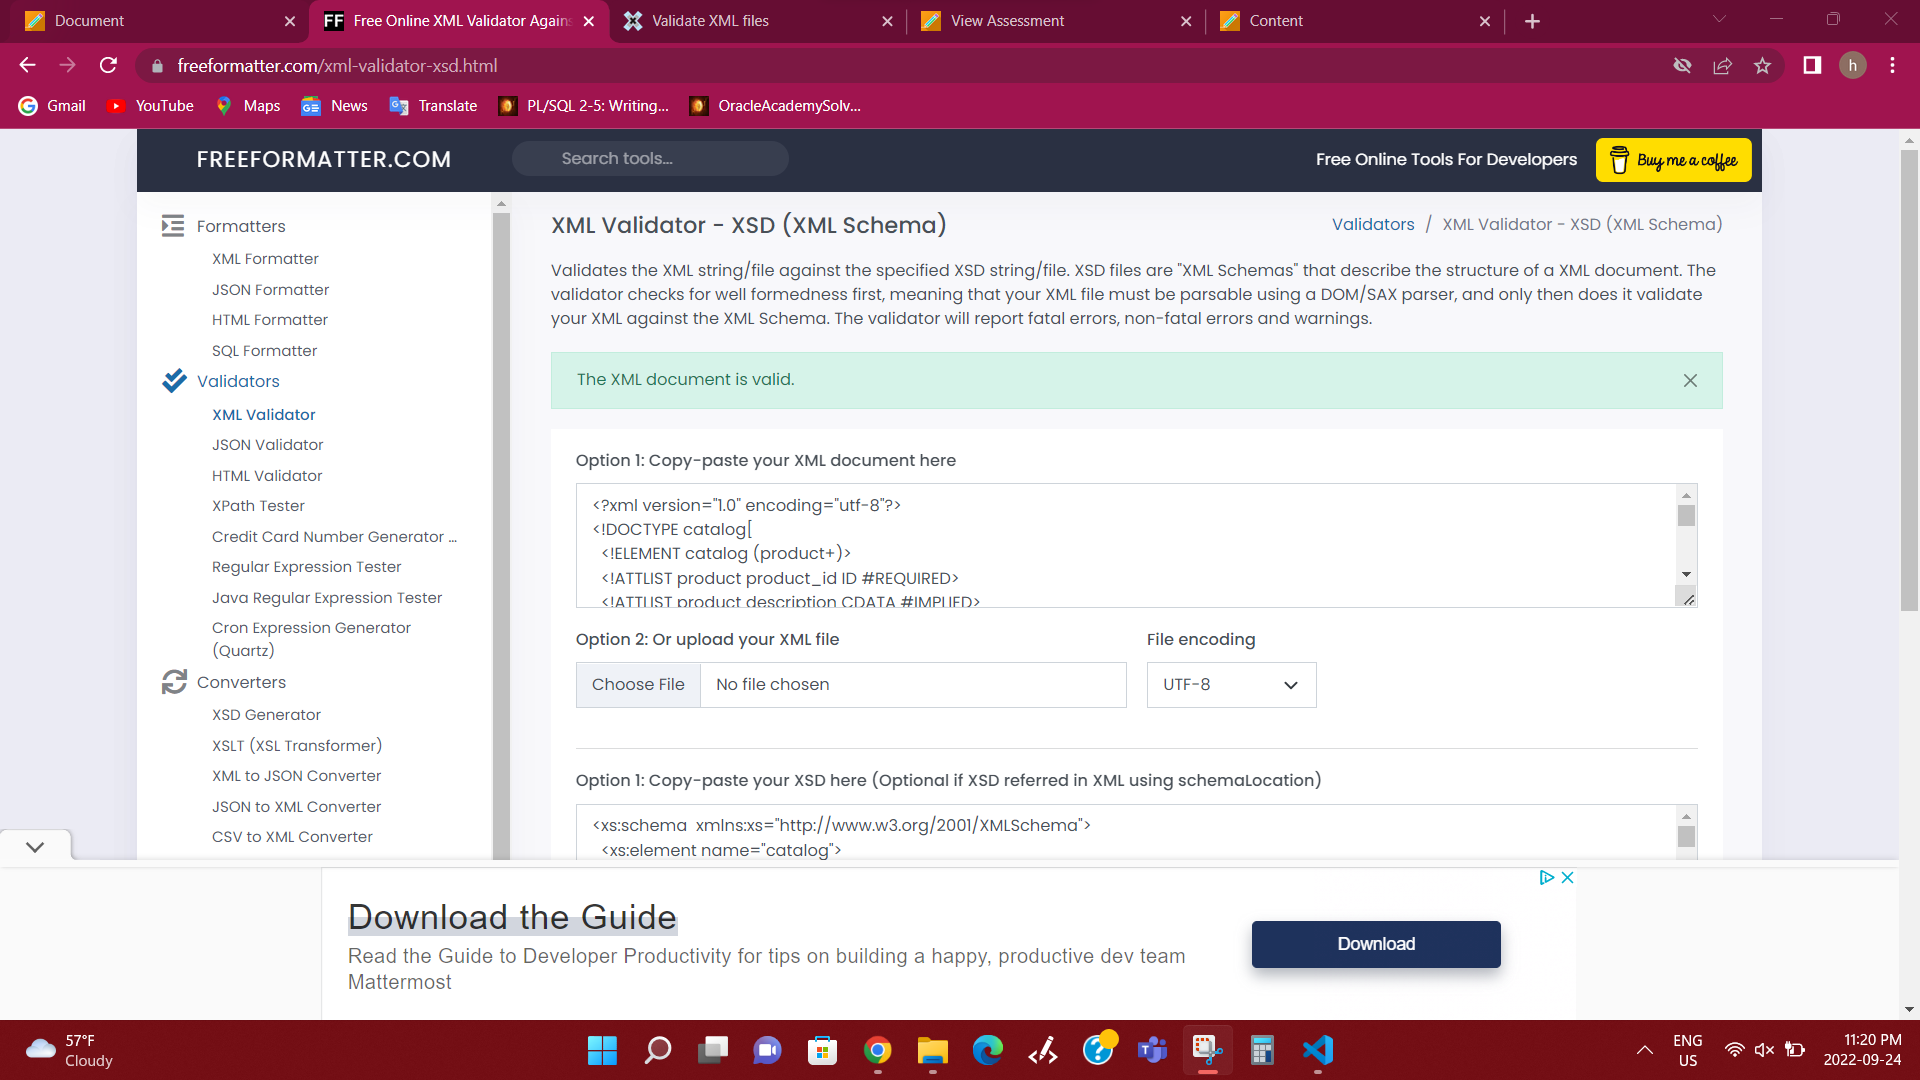 Document
Free Online XML Validator Agains
Validate XML files
View Assessment
Content
freeformatter.com/xml-validator-xsd.html
h
Gmail
YouTube
Maps
News
Translate
PL/SQL 2-5: Writing...
OracleAcademySolv...
FREEFORMATTER.COM
Search tools...
Free Online Tools For Developers
Buy me a coffee
Formatters
XML Formatter
JSON Formatter
HTML Formatter
SQL Formatter
Validators
XML Validator
JSON Validator
HTML Validator
XPath Tester
Credit Card Number Generator ...
Regular Expression Tester
Java Regular Expression Tester
Cron Expression Generator
(Quartz)
Converters
XSD Generator
XSLT (XSL Transformer)
XML to JSON Converter
JSON to XML Converter
CSV to XML Converter
XML Validator - XSD (XML Schema)
Validators / XML Validator - XSD (XML Schema)
Validates the XML string/file against the specified XSD string/file. XSD files are "XML Schemas" that describe the structure of a XML document. The
validator checks for well formedness first, meaning that your XML file must be parsable using a DOM/SAX parser, and only then does it validate
your XML against the XML Schema. The validator will report fatal errors, non-fatal errors and warnings.
The XML document is valid.
Option 1: Copy-paste your XML document here
<?xml version="1.0" encoding="utf-8"?>
<!DOCTYPE catalog[
<!ELEMENT catalog (product+)>
<!ATTLIST product product_id ID #REQUIRED>
<!ATTLIST product description CDATA #IMPLIED>
Option 2: Or upload your XML file
File encoding
Choose File
No file chosen
UTF-8
Option 1: Copy-paste your XSD here (Optional if XSD referred in XML using schemaLocation)
<xs:schema xmlns:xs="http://www.w3.org/2001/XMLSchema">
<xs:element name="catalog">
Download the Guide
Read the Guide to Developer Productivity for tips on building a happy, productive dev team
Mattermost
Download
57°F
Cloudy
ENG
US
11:20 PM
2022-09-24